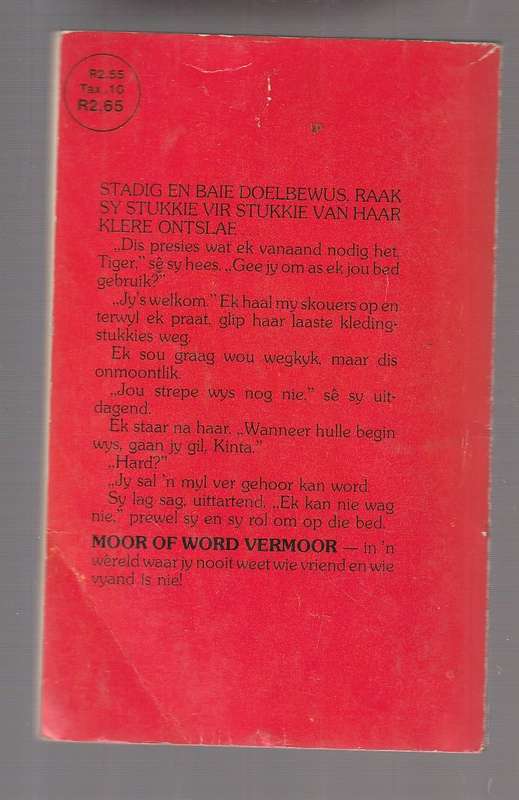 R2.55
Tax .10
R2,65
STADIG EN BAIE DOELBEWUS, RAAK
SY STUKKIE VIR STUKKIE VAN HAAR
KLERE ONTSLAE.
„Dis presies wat ek vanaand nodig het,
Tiger,” sê sy hees. „Gee jy om as ek jou bed
gebruik?”
„Jy's welkom.” Ek haal my skouers op en
terwyl ek praat, glip haar laaste kleding-
stukkies weg.
Ek sou graag wou wegkyk, maar dis
onmoontlik.
„Jou strepe wys nog nie,” sê sy uit-
dagend.
Ek staar na haar. „Wanneer hulle begin
wys, gaan jy gil, Kinta.”
„Hard?”
„Jy sal 'n myl ver gehoor kan word.
Sy lag sag, uittartend. „Ek kan nie wag
nie,” prewel sy en sy rol om op die bed.
MOOR OF WORD VERMOOR — in 'n
wêreld waar jy nooit weet wie vriend en wie
vyand is nie!